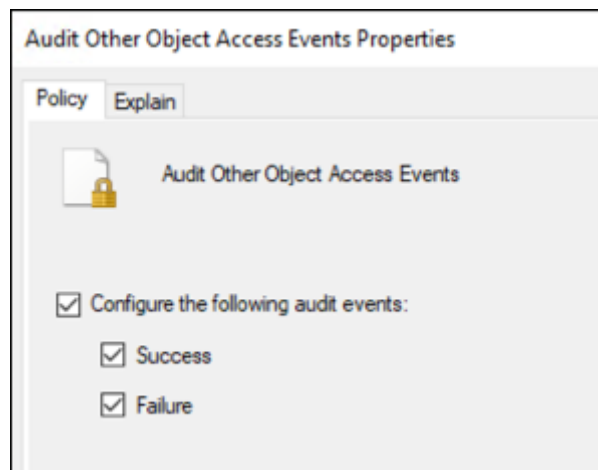 Audit Other Object Access Events Properties
Policy Explain
Audit Other Object Access Events
Configure the following audit events:
Success
Failure